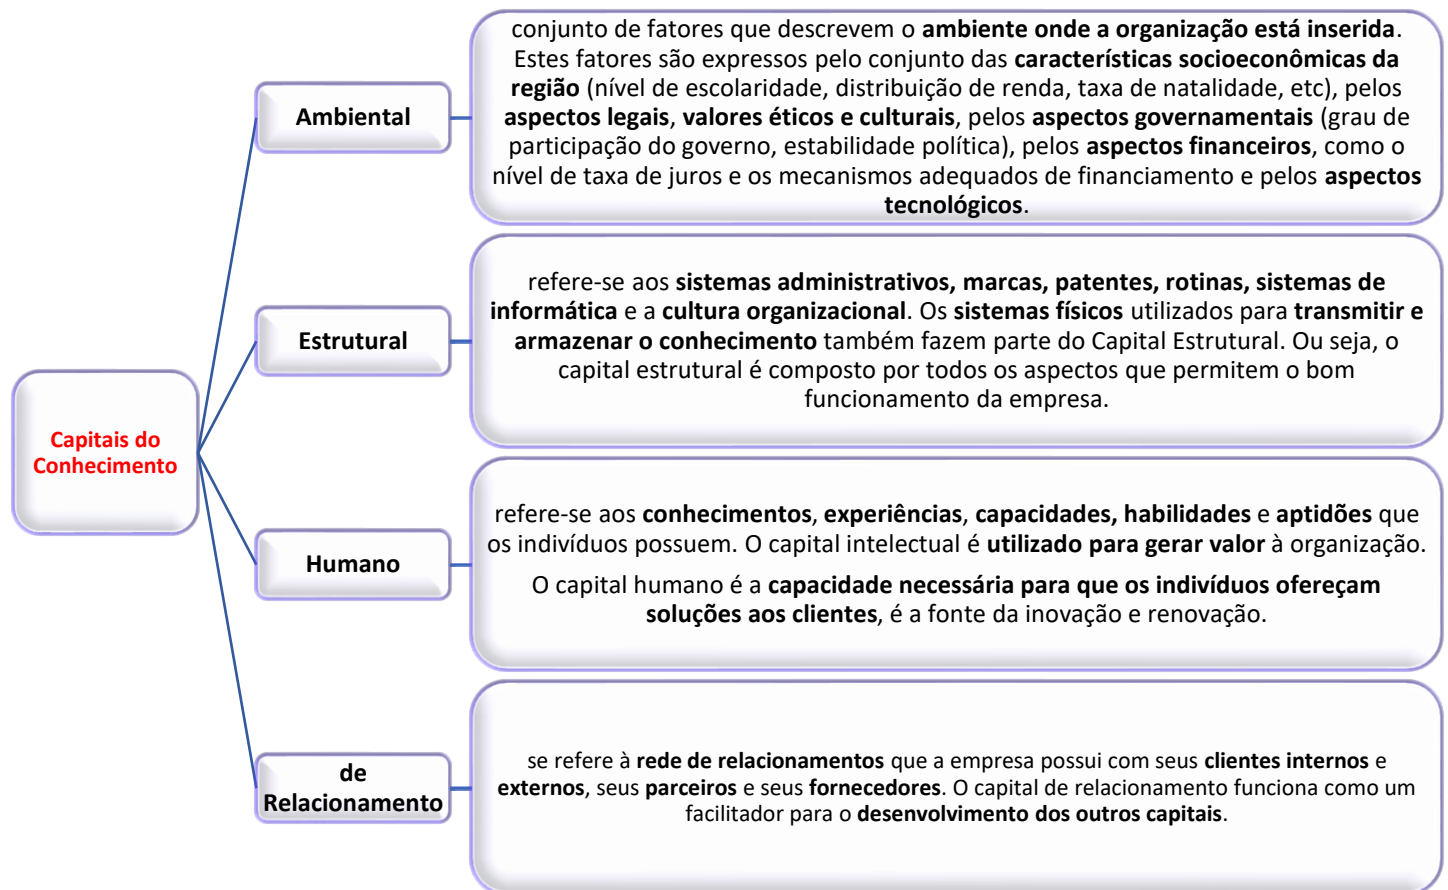 Capitais do
Conhecimento
Ambiental
conjunto de fatores que descrevem o ambiente onde a organização está inserida.
Estes fatores são expressos pelo conjunto das características socioeconômicas da
região (nível de escolaridade, distribuição de renda, taxa de natalidade, etc), pelos
aspectos legais, valores éticos e culturais, pelos aspectos governamentais (grau de
participação do governo, estabilidade política), pelos aspectos financeiros, como o
nível de taxa de juros e os mecanismos adequados de financiamento e pelos aspectos
tecnológicos.
Estrutural
refere-se aos sistemas administrativos, marcas, patentes, rotinas, sistemas de
informática e a cultura organizacional. Os sistemas físicos utilizados para transmitir e
armazenar o conhecimento também fazem parte do Capital Estrutural. Ou seja, o
capital estrutural é composto por todos os aspectos que permitem o bom
funcionamento da empresa.
Humano
refere-se aos conhecimentos, experiências, capacidades, habilidades e aptidões que
os indivíduos possuem. O capital intelectual é utilizado para gerar valor à organização.
O capital humano é a capacidade necessária para que os indivíduos ofereçam
soluções aos clientes, é a fonte da inovação e renovação.
de
Relacionamento
se refere à rede de relacionamentos que a empresa possui com seus clientes internos e
externos, seus parceiros e seus fornecedores. O capital de relacionamento funciona como um
facilitador para o desenvolvimento dos outros capitais.